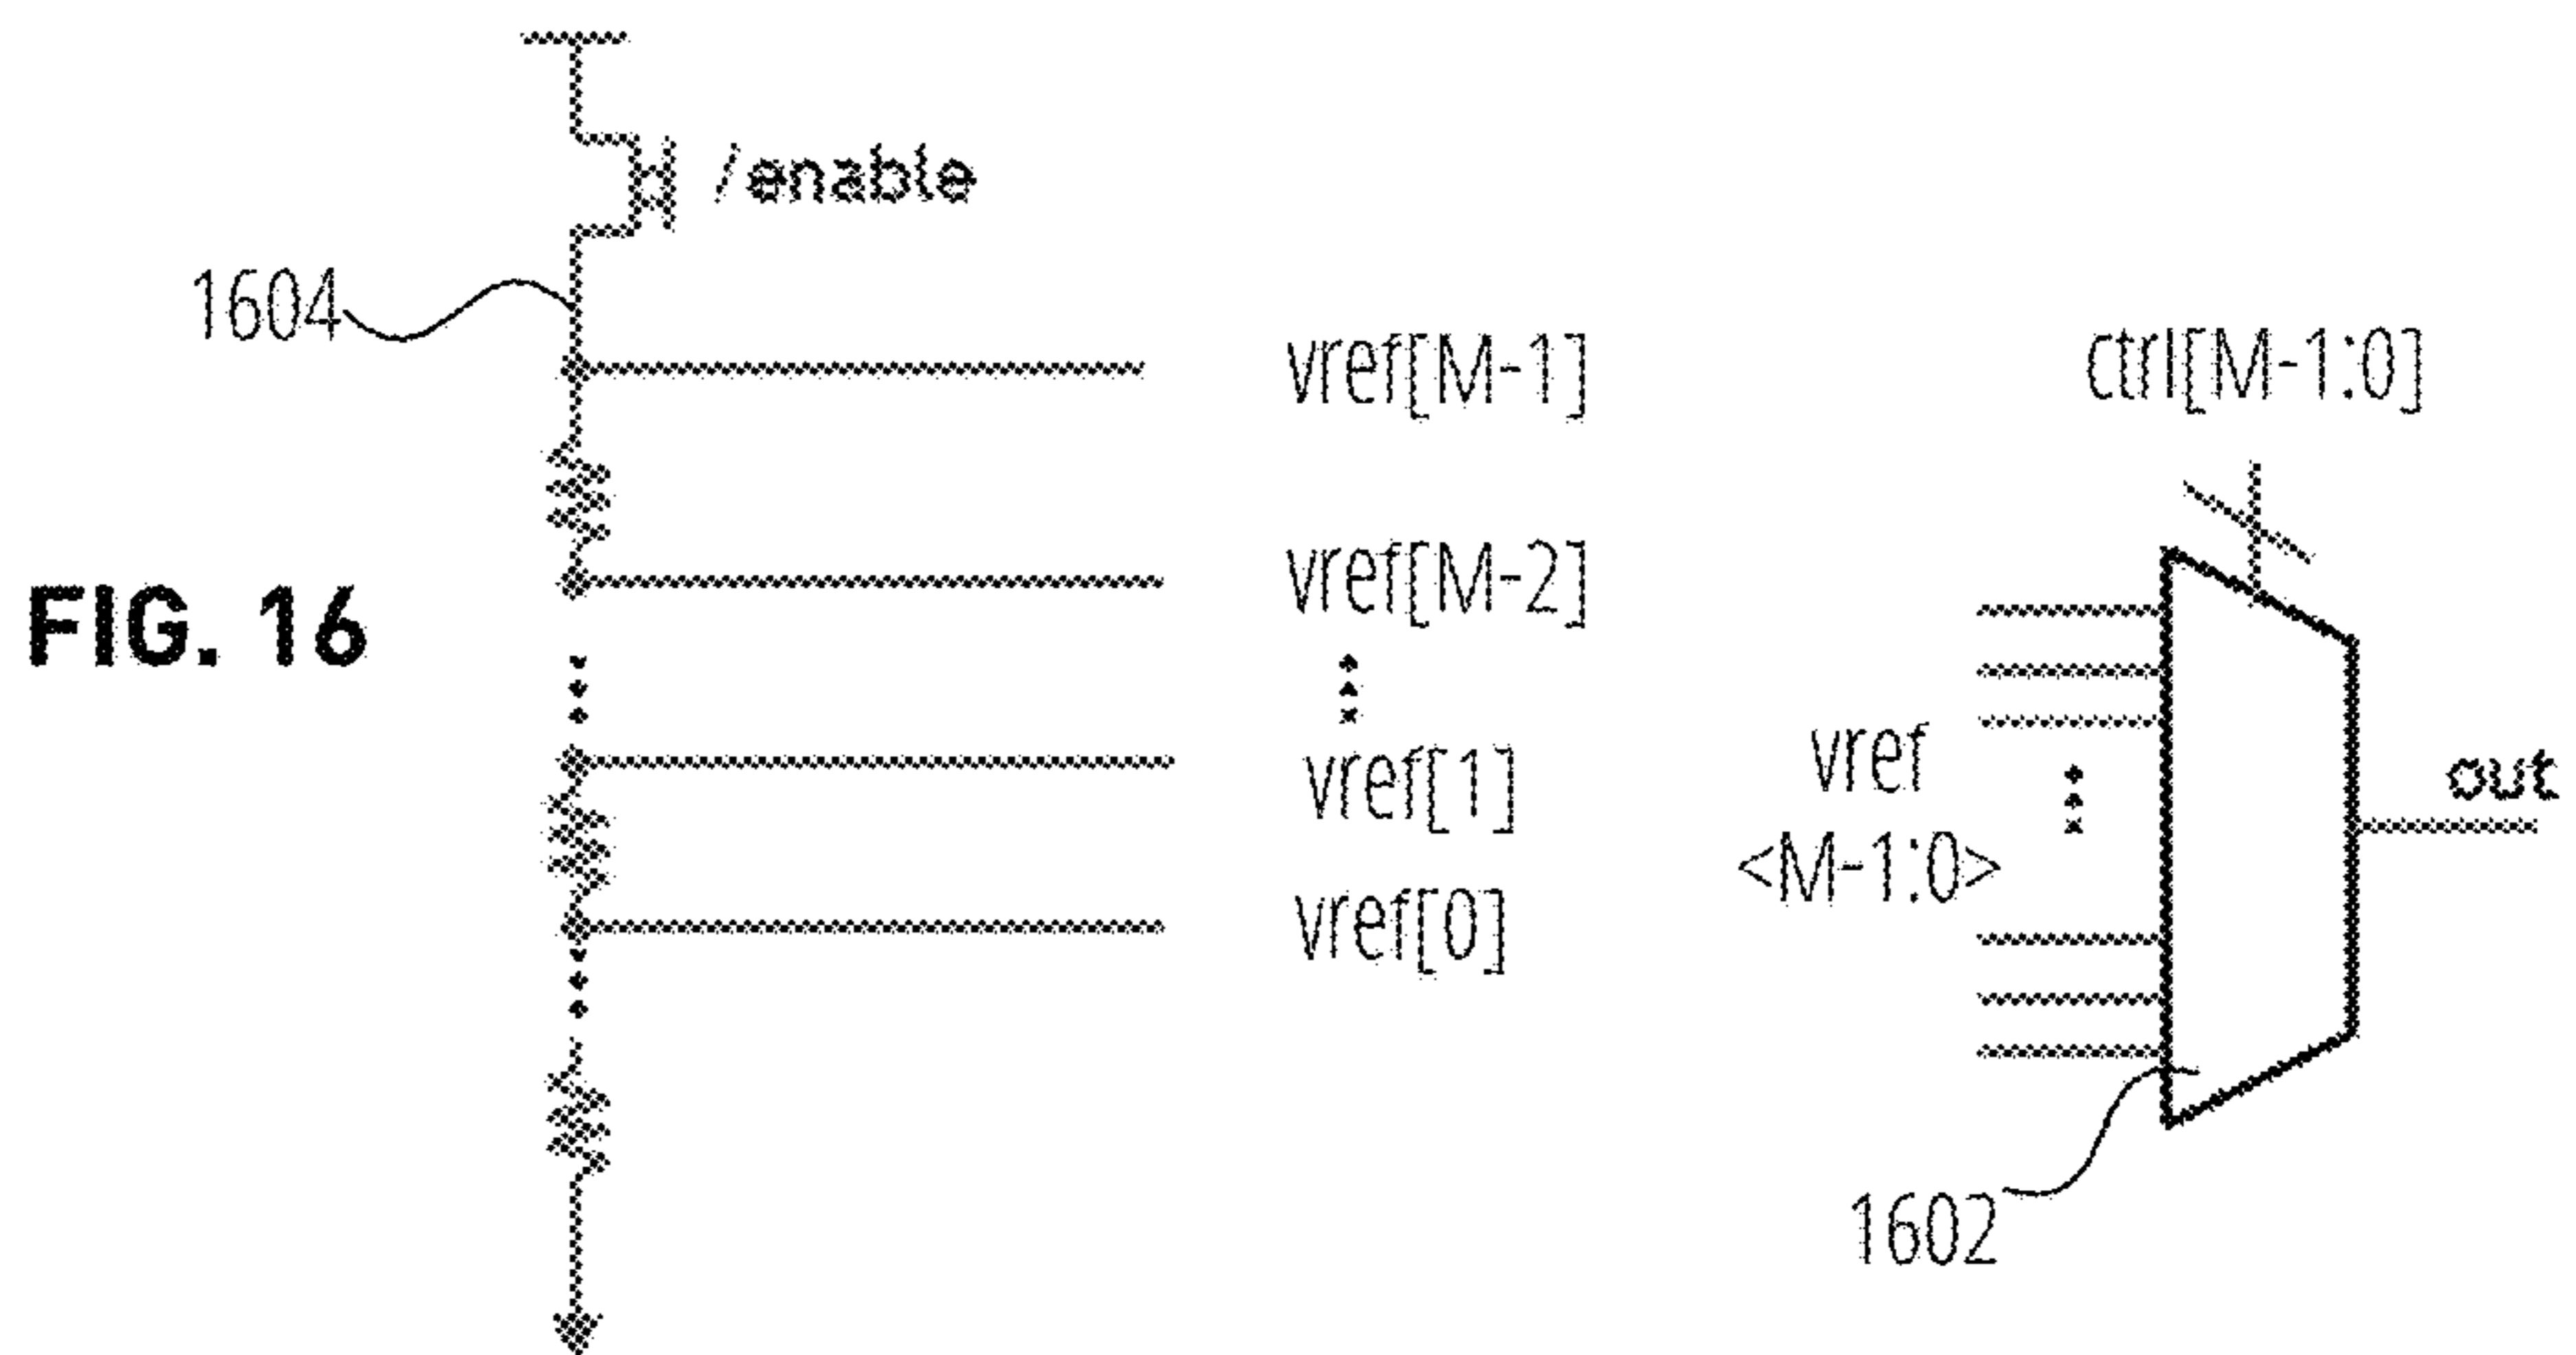 /enable
1604
vref[M-1]
ctrl[M-1:0]
vref[M-2]
FIG. 16
vref[1]
vref
<M-1:0>
out
vref[0]
1602